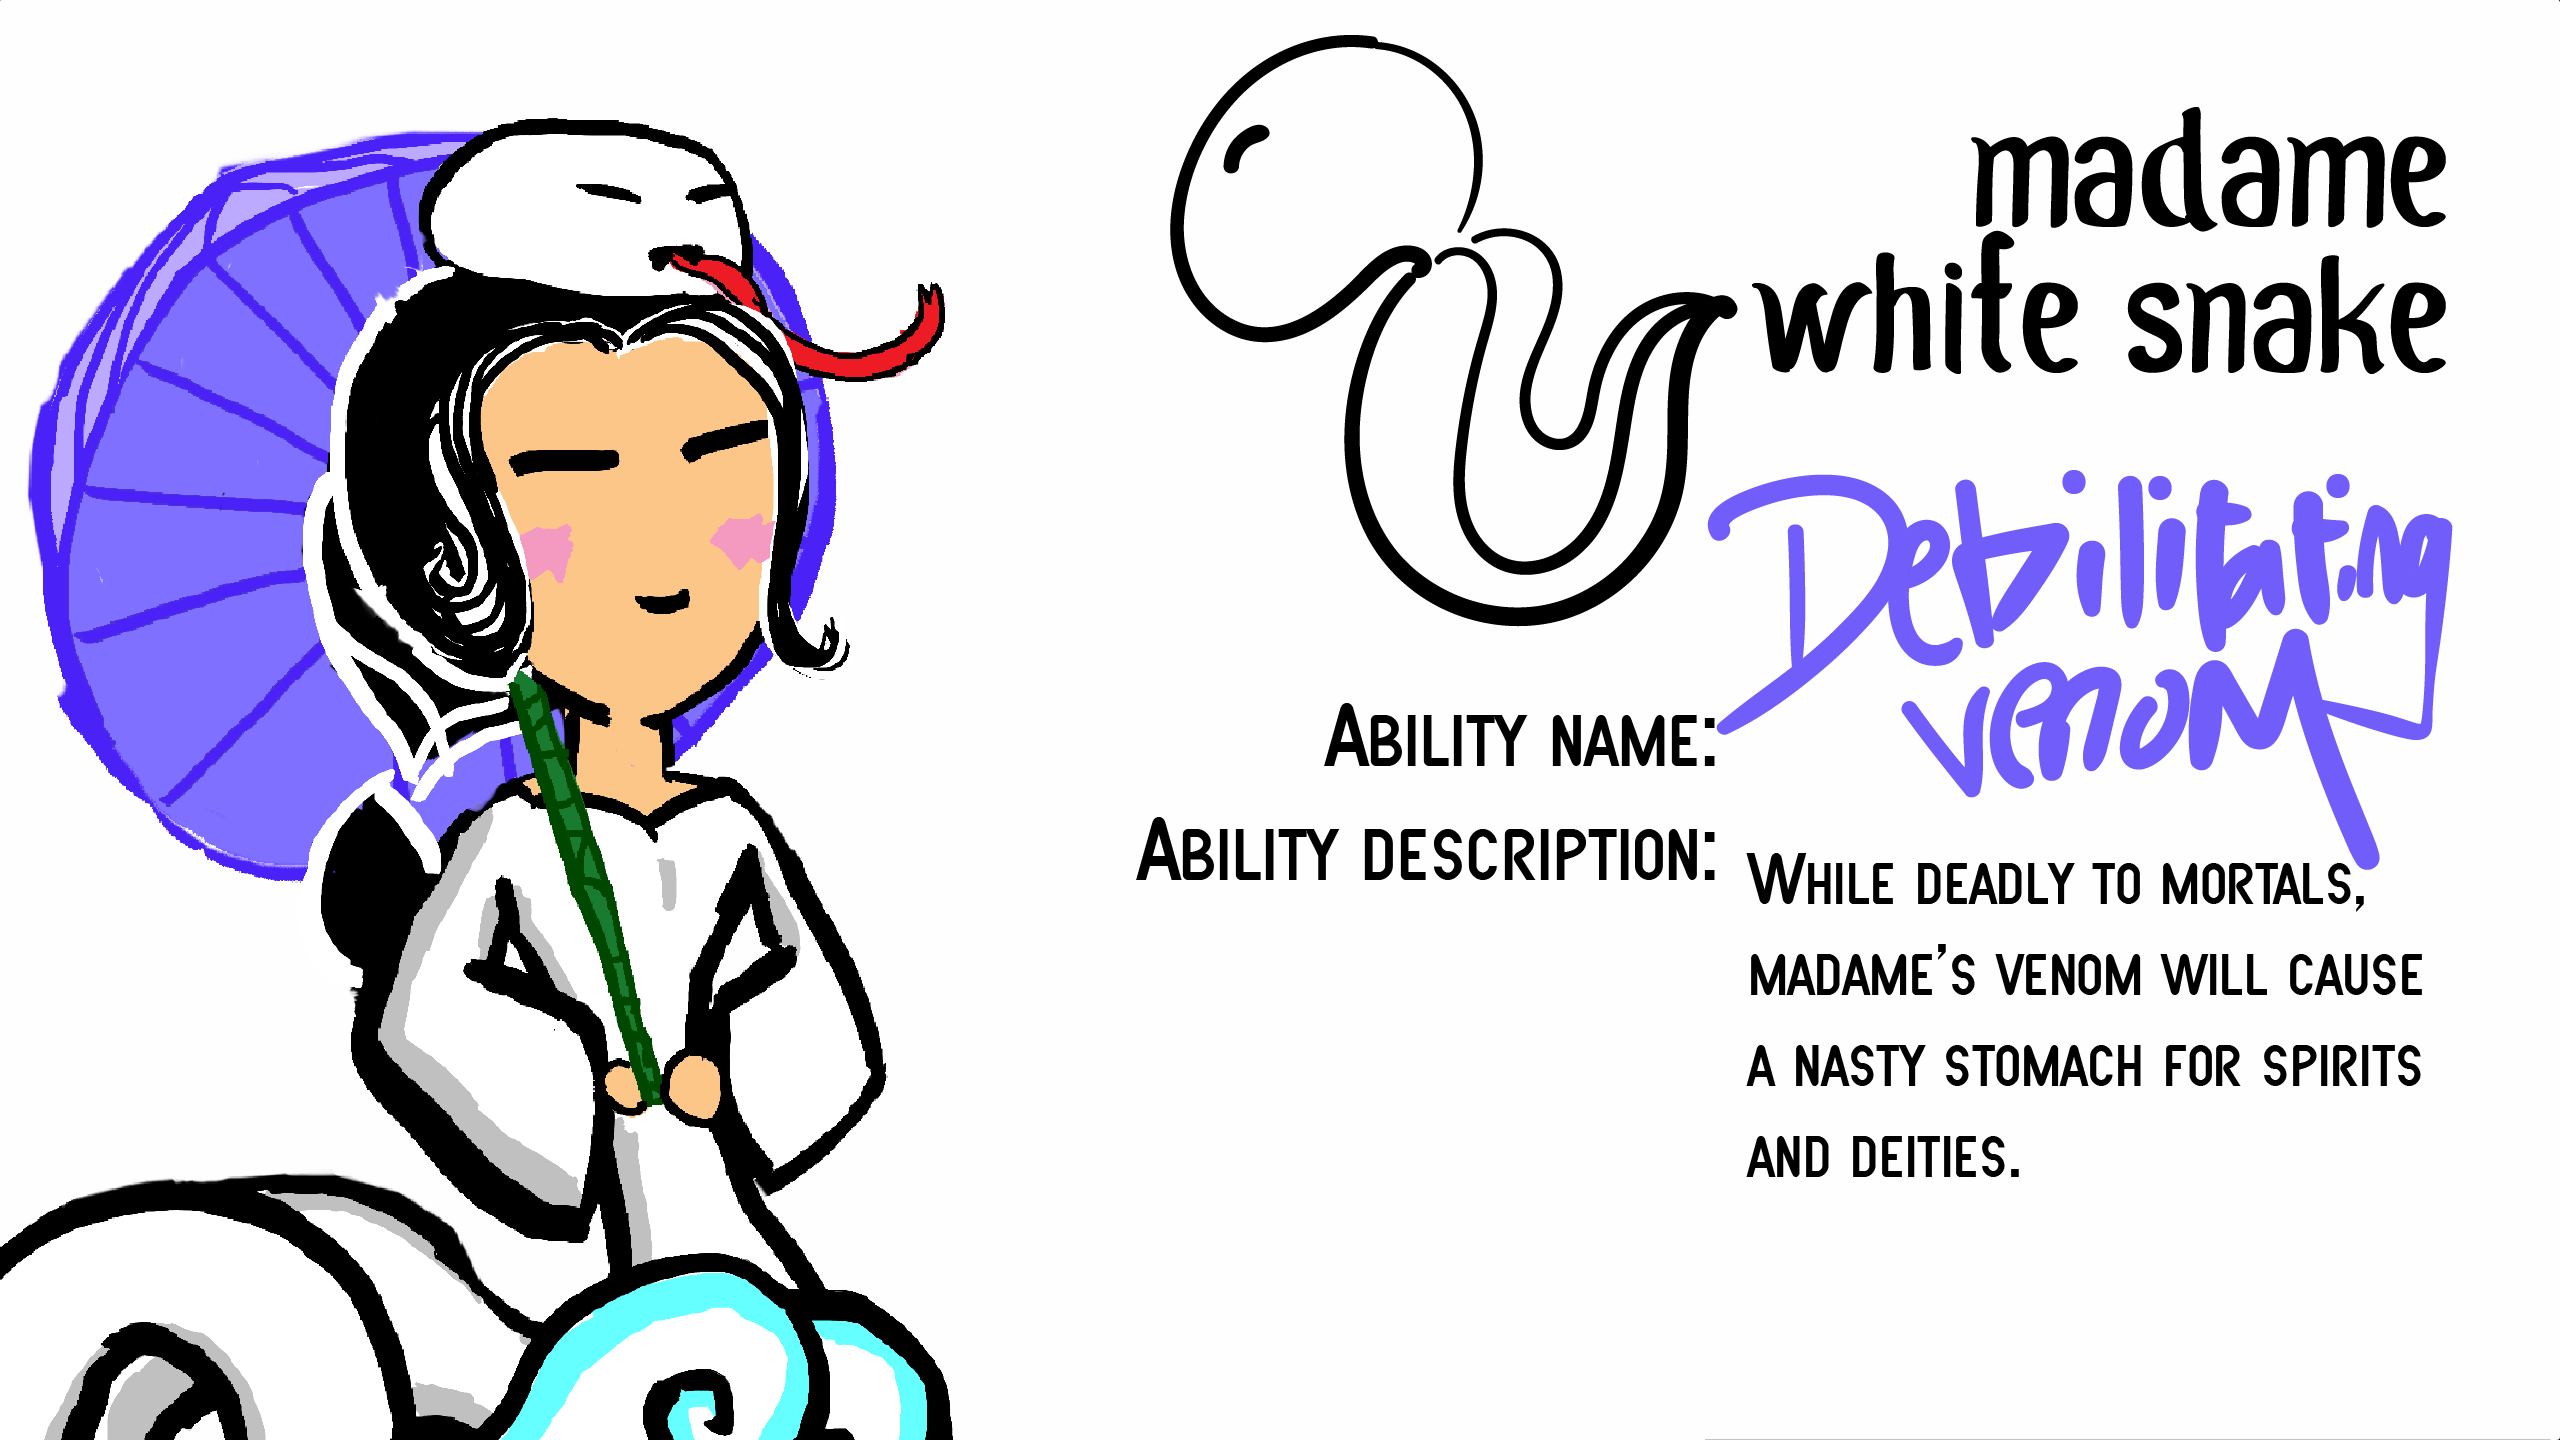 madame
white snake
Debilitating
venom
Ability name:
Ability description:
While deadly to mortals,
madame's venom will cause
a nasty stomach for spirits
and deities.